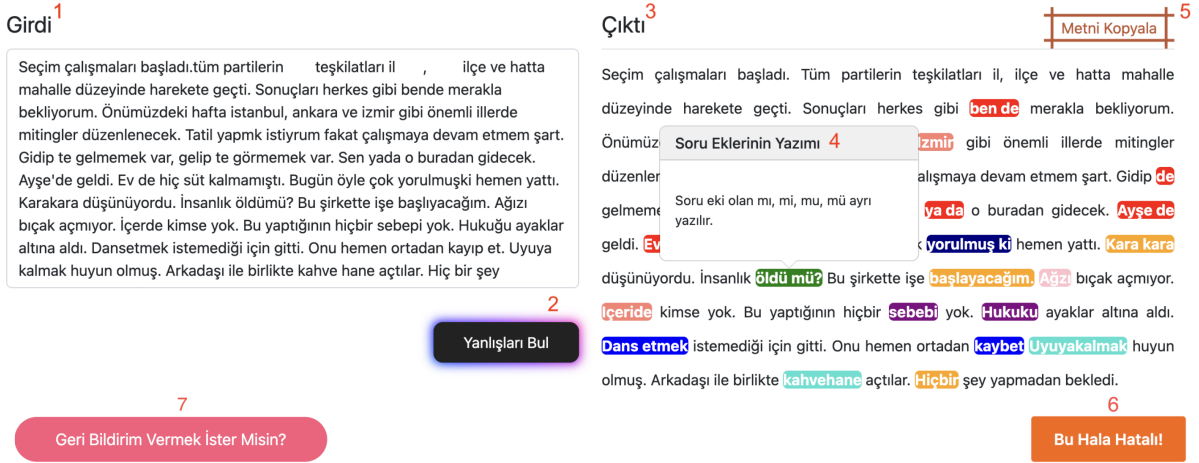 Girdi 1
Seçim çalışmaları başladı.tüm partilerin teşkilatları il , ilçe ve hatta
mahalle düzeyinde harekete geçti. Sonuçları herkes gibi bende merakla
bekliyorum. Önümüzdeki hafta istanbul, ankara ve izmir gibi önemli illerde
mitingler düzenlenecek. Tatil yapmk istiyrum fakat çalışmaya devam etmem şart.
Gidip te gelmemek var, gelip te görmemek var. Sen yada o buradan gidecek.
Ayşe'de geldi. Ev de hiç süt kalmamıştı. Bugün öyle çok yorulmuşki hemen yattı.
Karakara düşünüyordu. İnsanlık öldümü? Bu şirkette işe başlıyacağım. Ağızı
bıçak açmıyor. İçerde kimse yok. Bu yaptığının hiçbir sebepi yok. Hukuğu ayaklar
altına aldı. Dansetmek istemediği için gitti. Onu hemen ortadan kayıp et. Uyuya
kalmak huyun olmuş. Arkadaşı ile birlikte kahve hane açtılar. Hiç bir şey
2
Yanlışları Bul
7
Geri Bildirim Vermek İster Misin?
Çıktı 3
5
Metni Kopyala
Seçim çalışmaları başladı. Tüm partilerin teşkilatları il, ilçe ve hatta mahalle
düzeyinde harekete geçti. Sonuçları herkes gibi ben de merakla bekliyorum.
Önümüz izmir gibi önemli illerde mitingler
düzenler alışmaya devam etmem şart. Gidip de
gelmeme ya da o buradan gidecek. Ayşe de
geldi. Ev k yorulmuş ki hemen yattı. Kara kara
düşünüyordu. İnsanlık öldü mü? Bu şirkette işe başlayacağım. Ağzı bıçak açmıyor.
İçeride kimse yok. Bu yaptığının hiçbir sebebi yok. Hukuku ayaklar altına aldı.
Dans etmek istemediği için gitti. Onu hemen ortadan kaybet Uyuyakalmak huyun
olmuş. Arkadaşı ile birlikte kahvehane açtılar. Hiçbir şey yapmadan bekledi.
Soru Eklerinin Yazımı 4
Soru eki olan mı, mi, mu, mü ayrı
yazılır.
6
Bu Hala Hatalı!